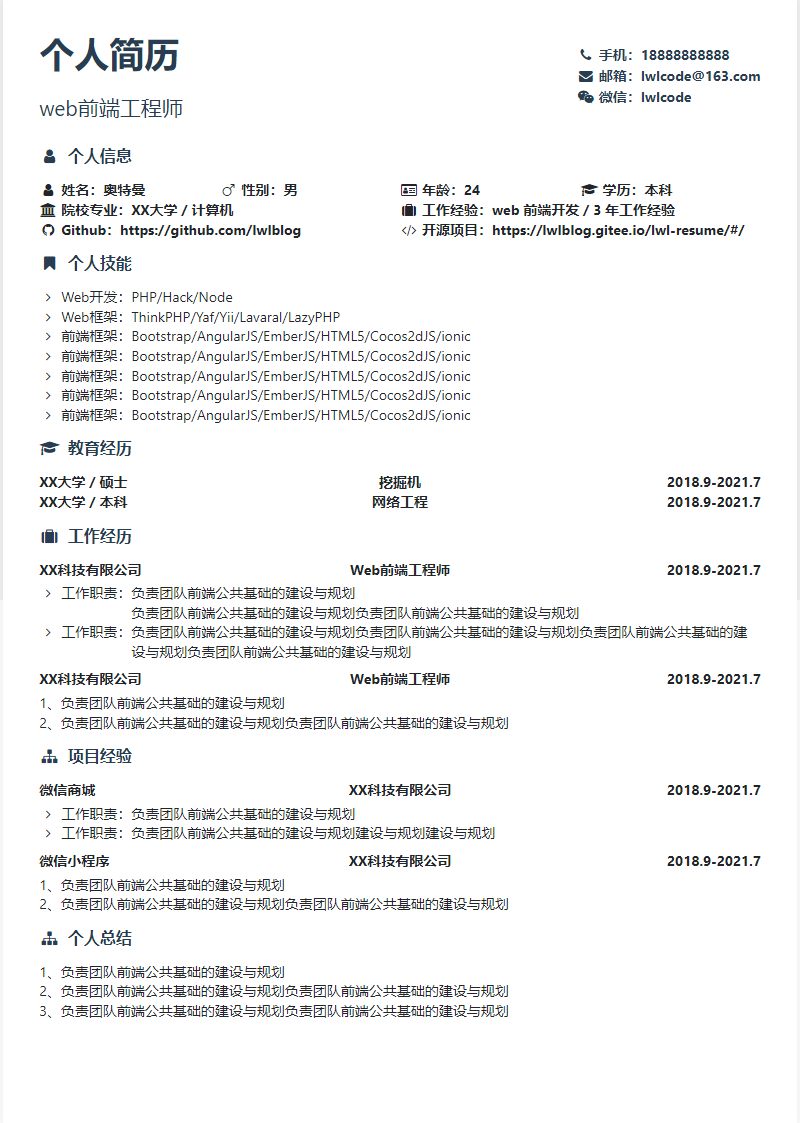 个人简历
手机：18888888888
邮箱：lwlcode@163.com
微信：lwlcode
web前端工程师
个人信息
姓名：奥特曼 性别：男 年龄：24 学历：本科
院校专业：XX大学 / 计算机 工作经验：web 前端开发 / 3 年工作经验
Github：https://github.com/lwlblog 开源项目：https://lwlblog.gitee.io/lwl-resume/#/
个人技能
Web开发：PHP/Hack/Node
Web框架：ThinkPHP/Yaf/Yii/Lavaral/LazyPHP
前端框架：Bootstrap/AngularJS/EmberJS/HTML5/Cocos2dJS/ionic
前端框架：Bootstrap/AngularJS/EmberJS/HTML5/Cocos2dJS/ionic
前端框架：Bootstrap/AngularJS/EmberJS/HTML5/Cocos2dJS/ionic
前端框架：Bootstrap/AngularJS/EmberJS/HTML5/Cocos2dJS/ionic
前端框架：Bootstrap/AngularJS/EmberJS/HTML5/Cocos2dJS/ionic
教育经历
XX大学 / 硕士 挖掘机 2018.9-2021.7
XX大学 / 本科 网络工程 2018.9-2021.7
工作经历
XX科技有限公司 Web前端工程师 2018.9-2021.7
工作职责：负责团队前端公共基础的建设与规划
负责团队前端公共基础的建设与规划负责团队前端公共基础的建设与规划
工作职责：负责团队前端公共基础的建设与规划负责团队前端公共基础的建设与规划负责团队前端公共基础的建
设与规划负责团队前端公共基础的建设与规划
XX科技有限公司 Web前端工程师 2018.9-2021.7
1、负责团队前端公共基础的建设与规划
2、负责团队前端公共基础的建设与规划负责团队前端公共基础的建设与规划
项目经验
微信商城 XX科技有限公司 2018.9-2021.7
工作职责：负责团队前端公共基础的建设与规划
工作职责：负责团队前端公共基础的建设与规划建设与规划建设与规划
微信小程序 XX科技有限公司 2018.9-2021.7
1、负责团队前端公共基础的建设与规划
2、负责团队前端公共基础的建设与规划负责团队前端公共基础的建设与规划
个人总结
1、负责团队前端公共基础的建设与规划
2、负责团队前端公共基础的建设与规划负责团队前端公共基础的建设与规划
3、负责团队前端公共基础的建设与规划负责团队前端公共基础的建设与规划